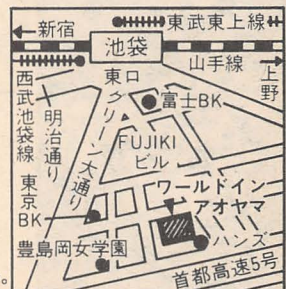 ←新宿
東武東上線
池袋
山手線
上野→
東口
西武池袋線
明治通り
グリーン大通り
富士BK
FUJIKI
ビル
ワールドイン
アオヤマ
東京
BK
豊島岡女学園
ハンズ
首都高速5号
。